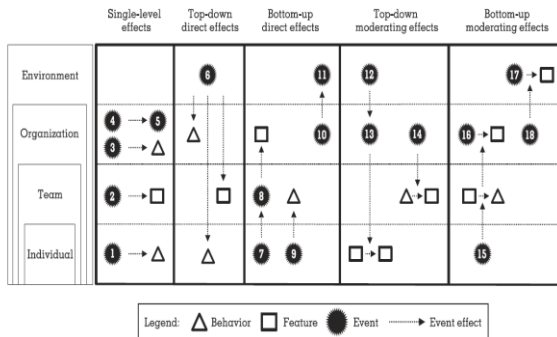 Single-level effects
Top-down direct effects
Bottom-up direct effects
Top-down moderating effects
Bottom-up moderating effects
Environment
6
11
12
17
Organization
4
5
3
10
13
14
16
18
Team
2
8
Individual
1
7
9
15
Legend: Behavior Feature Event Event effect